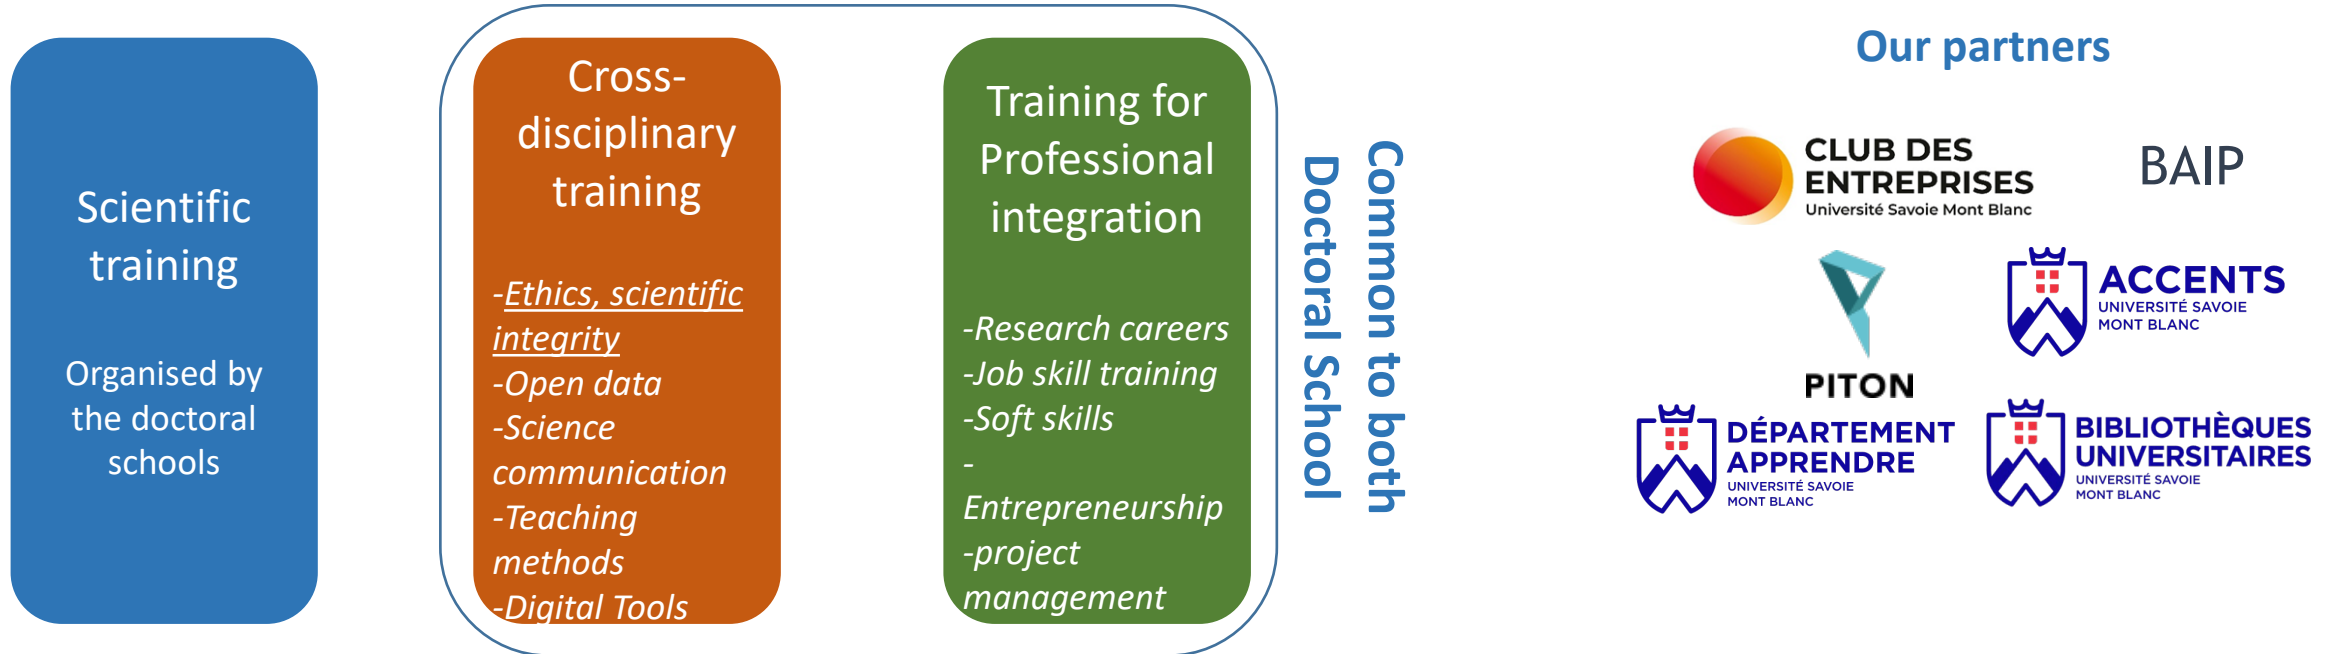 Scientific
training
Organised by
the doctoral
schools
Cross-
disciplinary
training
-Ethics, scientific
integrity
-Open data
-Science
communication
-Teaching
methods
-Digital Tools
Training for
Professional
integration
-Research careers
-Job skill training
-Soft skills
-
Entrepreneurship
-project
management
Common to both
Doctoral School
Our partners
CLUB DES
ENTREPRISES
Université Savoie Mont Blanc
BAIP
PITON
ACCENTS
UNIVERSITÉ SAVOIE
MONT BLANC
DÉPARTEMENT
APPRENDRE
UNIVERSITÉ SAVOIE
MONT BLANC
BIBLIOTHÈQUES
UNIVERSITAIRES
UNIVERSITÉ SAVOIE
MONT BLANC